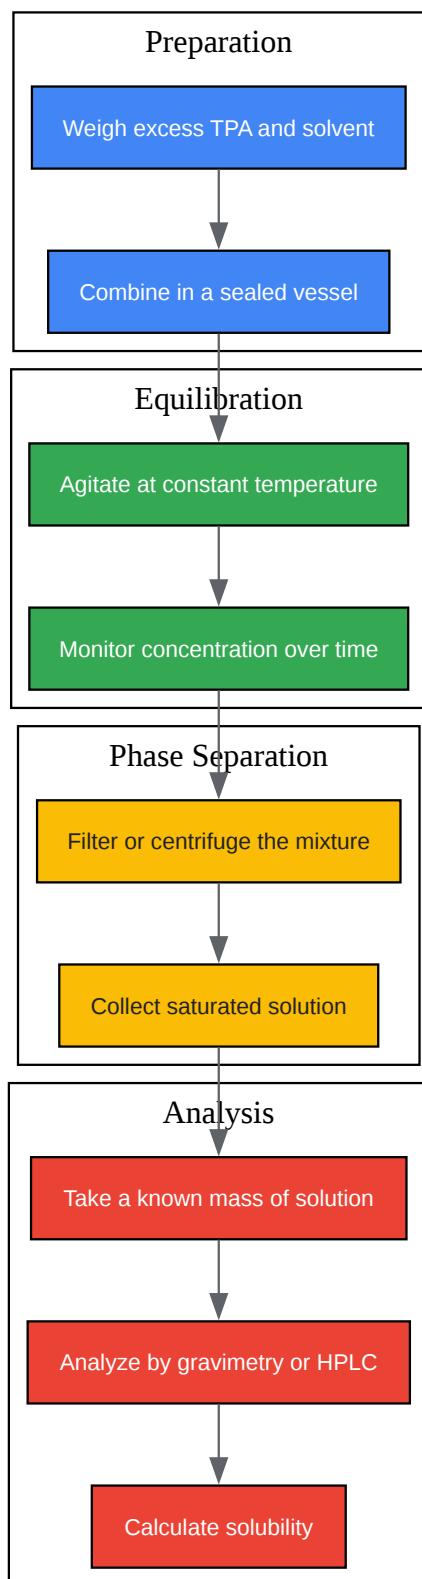 Preparation
Weigh excess TPA and solvent
Combine in a sealed vessel
Equilibration
Agitate at constant temperature
Monitor concentration over time
Phase Separation
Filter or centrifuge the mixture
Collect saturated solution
Analysis
Take a known mass of solution
Analyze by gravimetry or HPLC
Calculate solubility